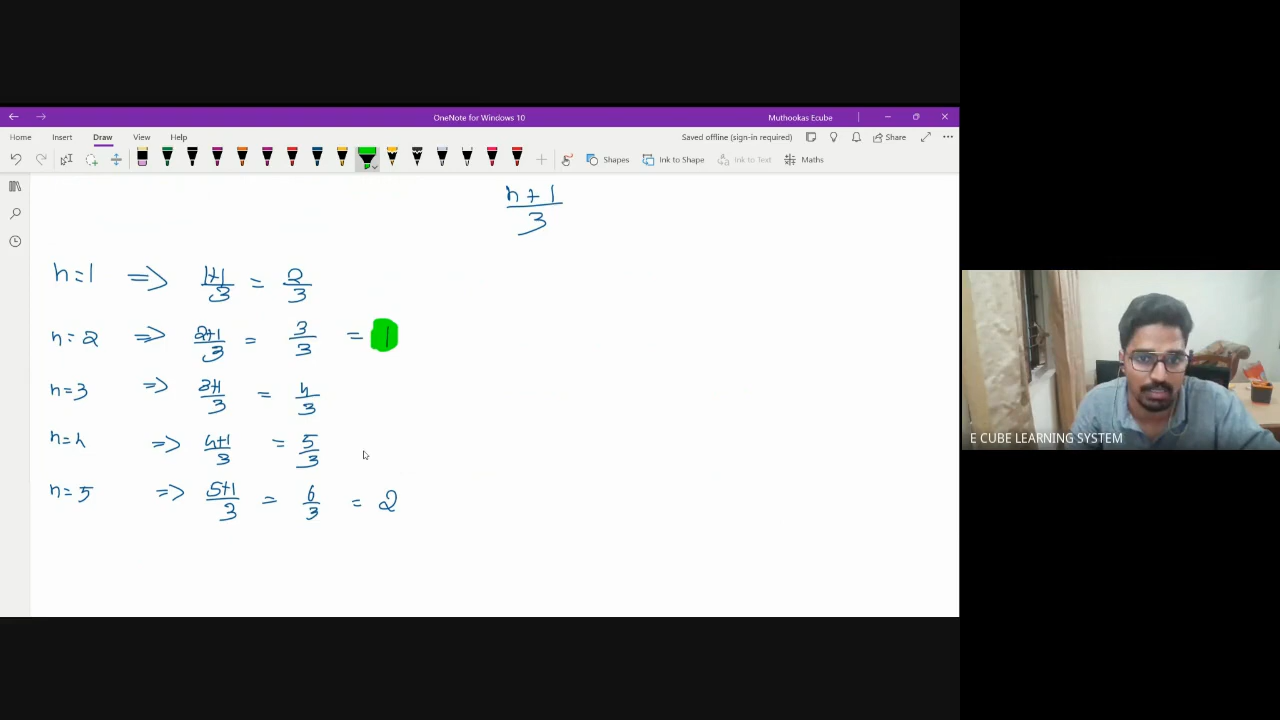 OneNote for Windows 10
Muthookas Ecube
Home Insert Draw View Help
Saved offline (sign-in required)
Share
Shapes
Ink to Shape
Ink to Text
Maths
n+1
3
n=1 => 1+1/3 = 2/3
n=2 => 2+1/3 = 3/3 = 1
n=3 => 3+1/3 = 4/3
n=4 => 4+1/3 = 5/3
n=5 => 5+1/3 = 6/3 = 2
E CUBE LEARNING SYSTEM